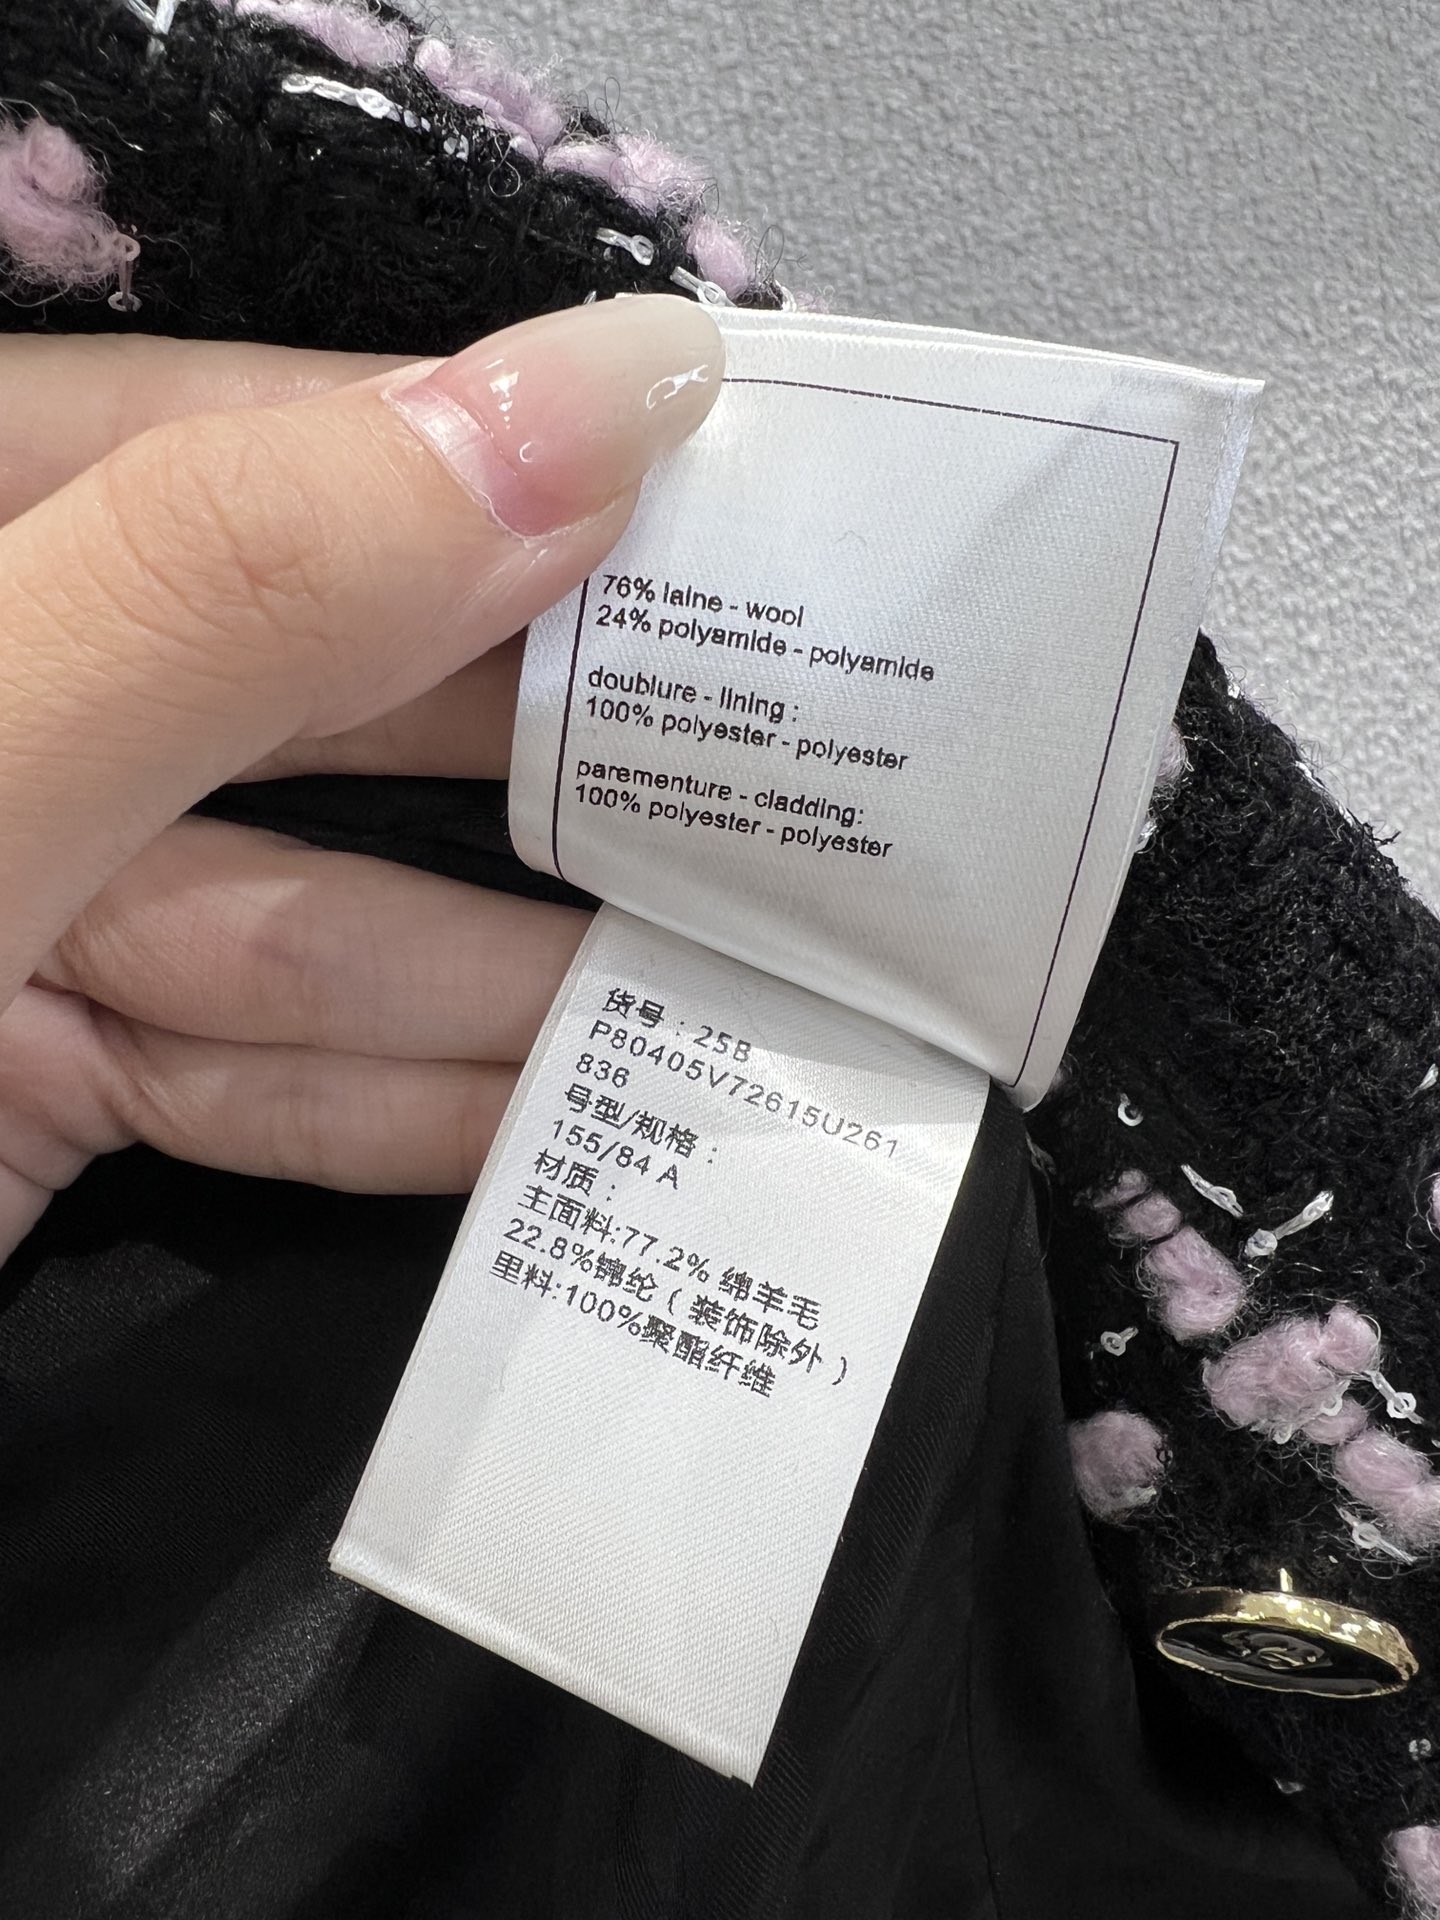 76% laine - wool
24% polyamide - polyamide
doublure - lining :
100% polyester - polyester
parementure - cladding:
100% polyester - polyester
货号：25B
P80405V72615U261
836
号型/规格：
155/84 A
材质：
主面料:77.2% 绵羊毛
22.8%锦纶（装饰除外）
里料:100%聚酯纤维